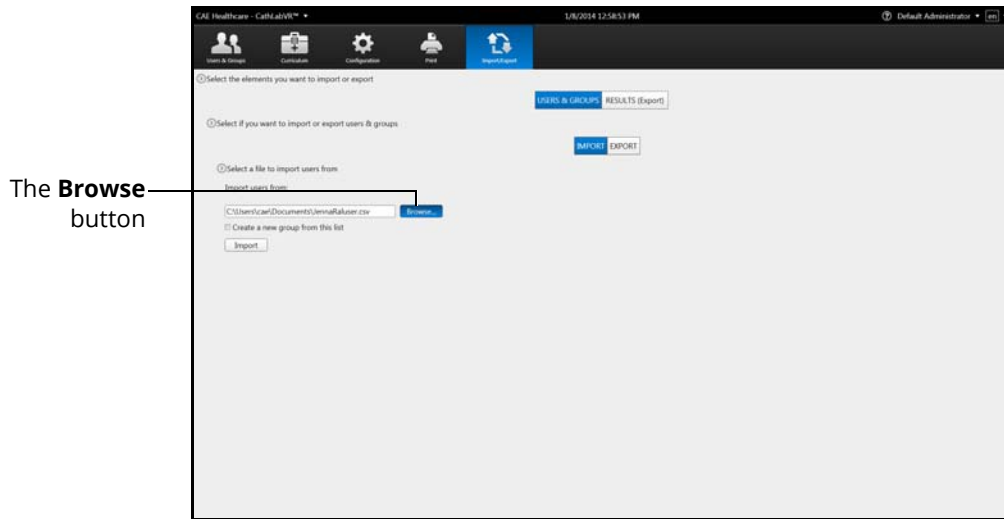 CAE Healthcare - CathLabVR™
1/8/2014 12:58:53 PM
Default Administrator
en
Users & Groups
Curriculum
Configuration
Print
Import/Export
Select the elements you want to import or export
USERS & GROUPS RESULTS (Export)
Select if you want to import or export users & groups
IMPORT EXPORT
Select a file to import users from
The Browse
button
Import users from:
C:\Users\cae\Documents\JennaRaluser.csv Browse...
Create a new group from this list
Import